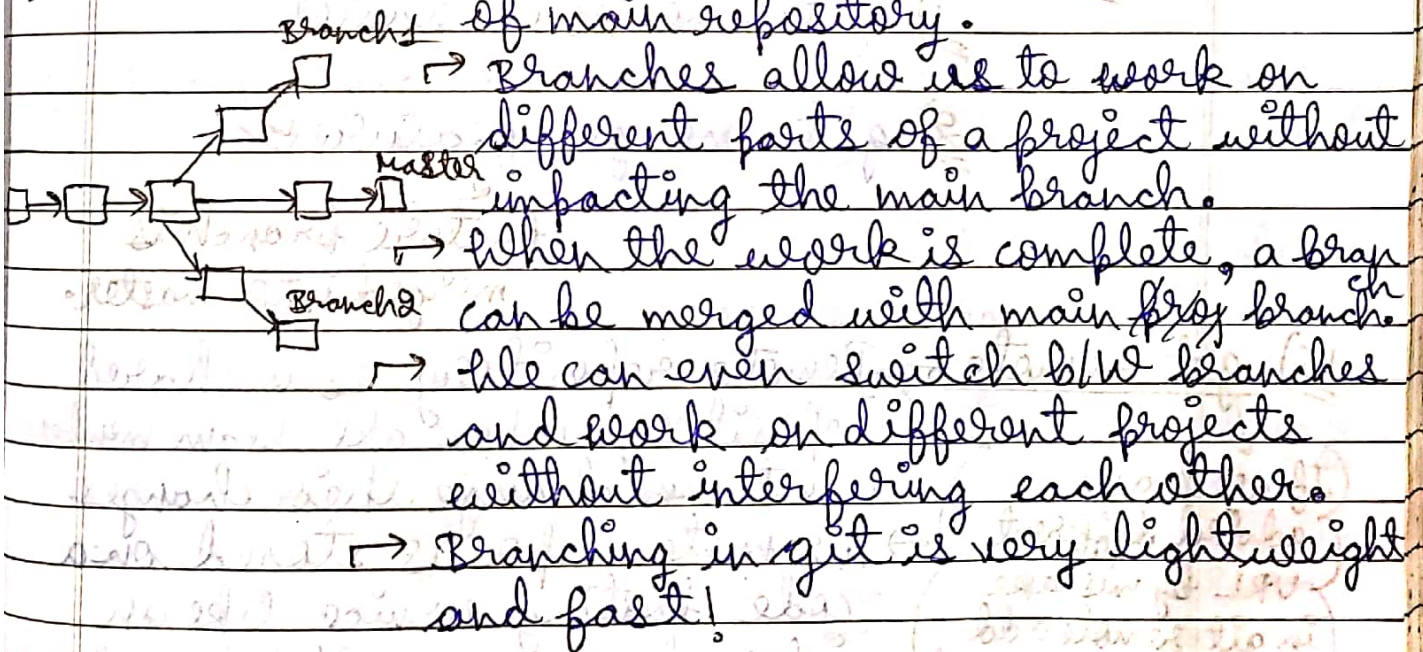 of main repository.
Branch1
→ Branches allow us to work on
different parts of a project without
Master
impacting the main branch.
→ When the work is complete, a bran
ch
Branch2
can be merged with main proj branch.
→ We can even switch b/w branches
and work on different projects
without interfering each other.
→ Branching in git is very lightweight
and fast!